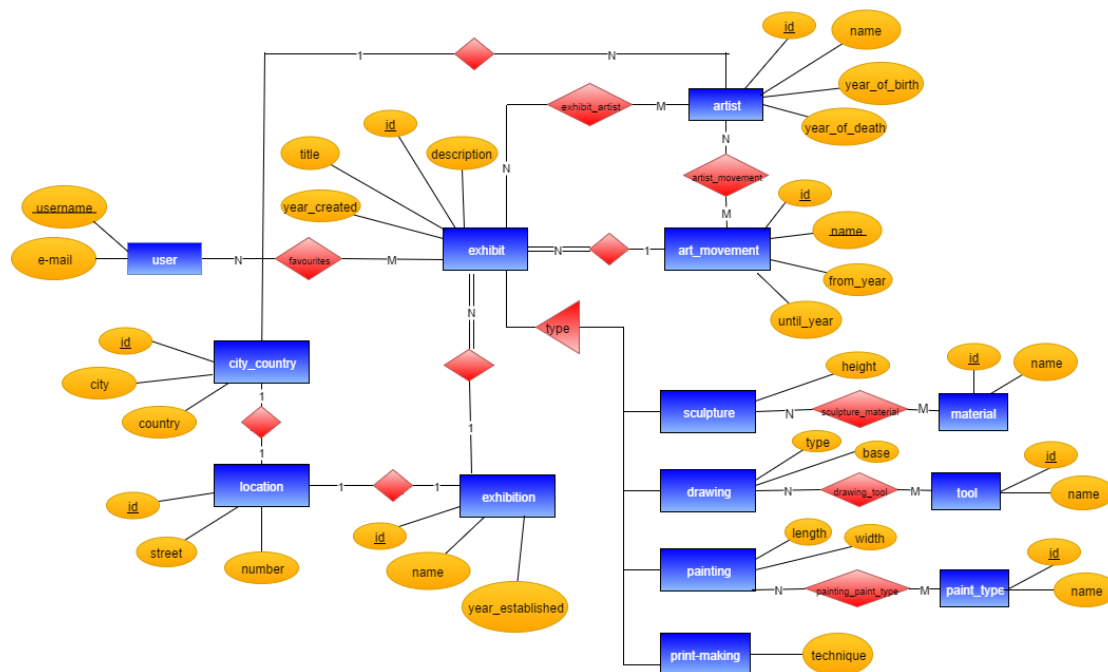 1
N
id
name
year_of_birth
year_of_death
artist
exhibit_artist
M
N
N
artist_movement
M
id
description
title
year_created
exhibit
username
e-mail
user
N
favourites
M
N
1
art_movement
id
name
from_year
until_year
N
1
type
city_country
id
city
country
1
1
location
id
street
number
1
1
exhibition
id
name
year_established
sculpture
height
N
sculpture_material
M
material
id
name
drawing
type
base
N
drawing_tool
M
tool
id
name
painting
length
width
N
painting_paint_type
M
paint_type
id
name
print-making
technique